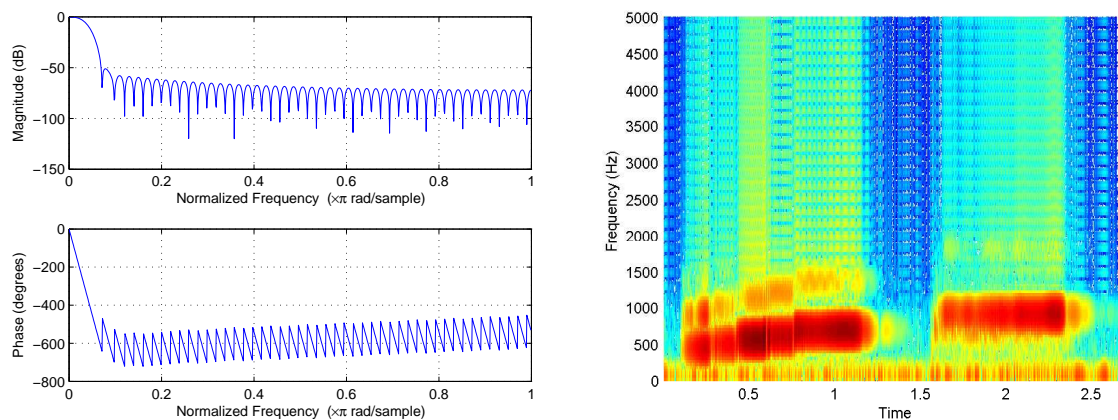 0
−50
−100
−150
Magnitude (dB)
0 0.2 0.4 0.6 0.8 1
Normalized Frequency (×π rad/sample)
0
−200
−400
−600
−800
Phase (degrees)
0 0.2 0.4 0.6 0.8 1
Normalized Frequency (×π rad/sample)
5000
4500
4000
3500
3000
2500
2000
1500
1000
500
0
Frequency (Hz)
0.5 1 1.5 2 2.5
Time